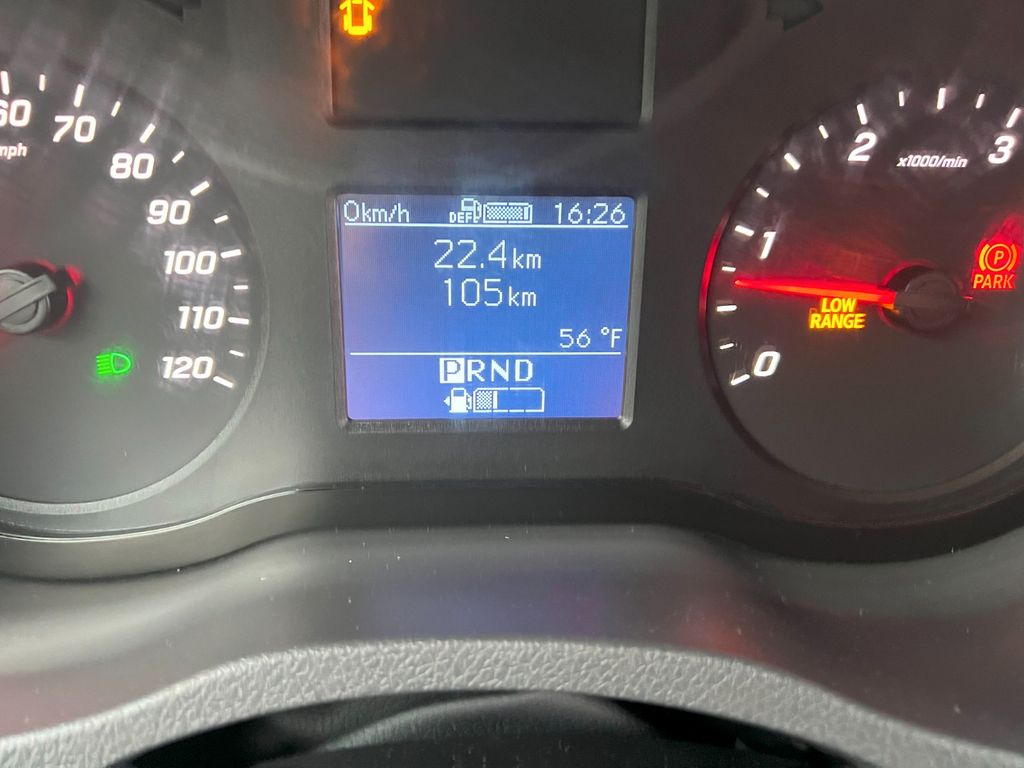 60
70
mph
80
90
100
110
120
0km/h DEF 16:26
22.4km
105km
56 °F
PRND
0
1
2
3
x1000/min
LOW
RANGE
P
PARK